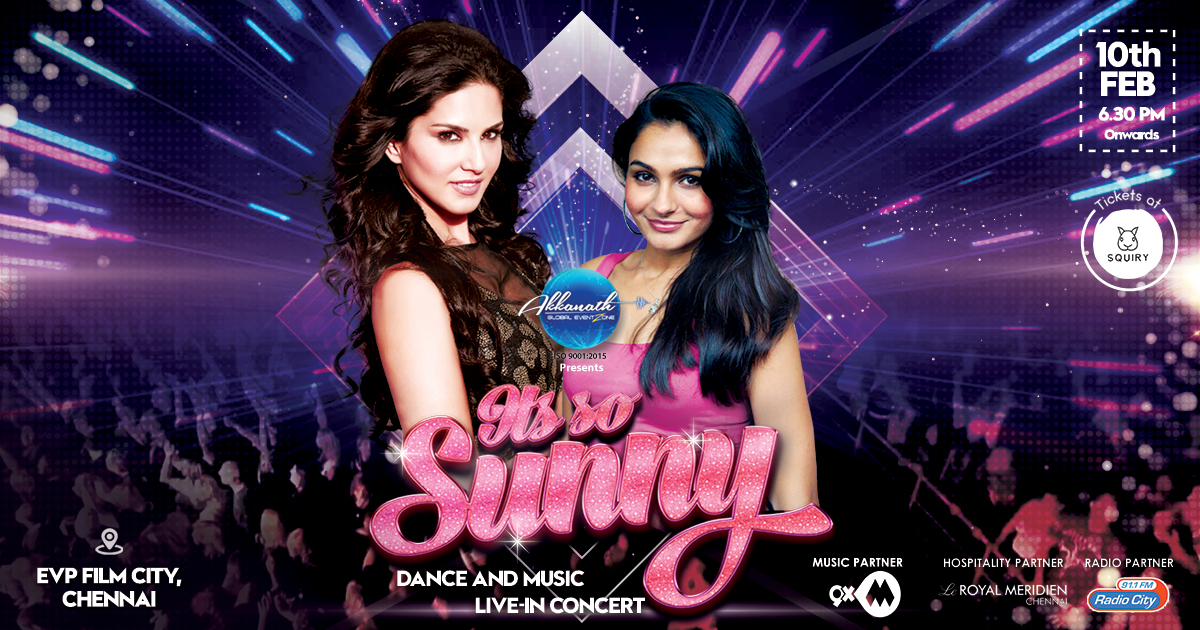 10th
FEB
6.30 PM
Onwards
Tickets at
SQUIRY
Akkanath
GLOBAL EVENT ZONE
ISO 9001:2015
Presents
Its so
Sunny
DANCE AND MUSIC
LIVE-IN CONCERT
EVP FILM CITY,
CHENNAI
MUSIC PARTNER
9XM
HOSPITALITY PARTNER
Le ROYAL MERIDIEN
CHENNAI
RADIO PARTNER
91.1 FM
Radio City